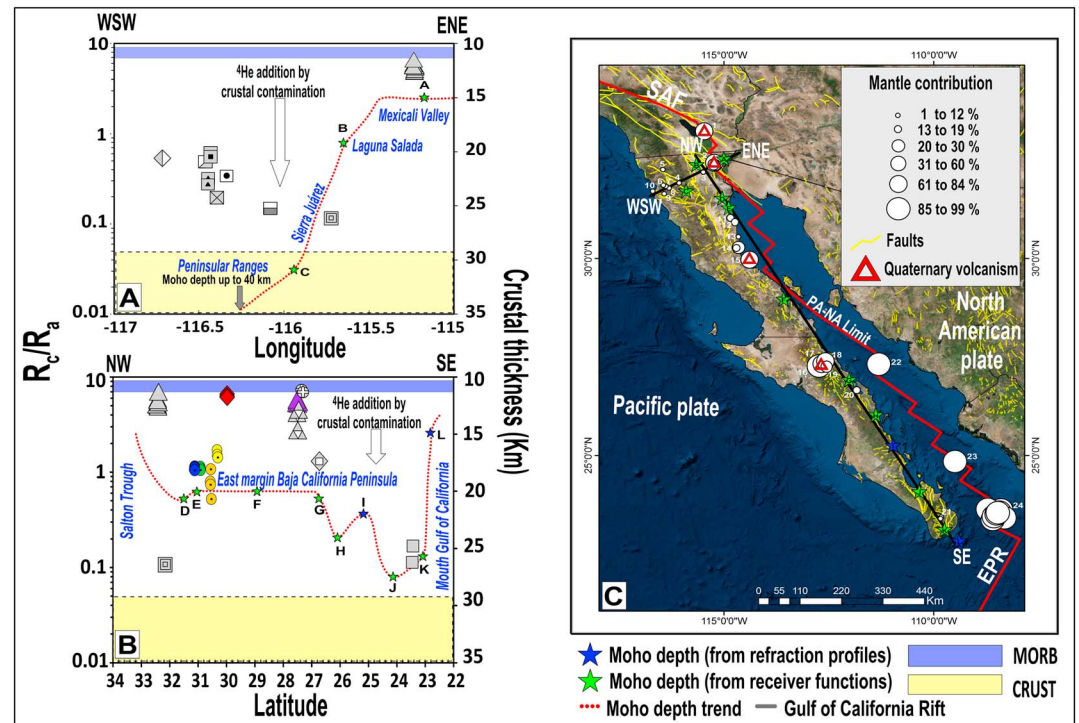 WSW
ENE
10
1
0.1
0.01
10
15
20
25
30
35
4He addition by
crustal contamination
A
Mexicali Valley
B
Laguna Salada
Sierra Juárez
Peninsular Ranges
Moho depth up to 40 km
C
A
-117
-116.5
-116
-115.5
-115
Longitude
Rc/Ra
Crustal thickness (Km)
NW
SE
10
1
0.1
0.01
10
15
20
25
30
35
4He addition by
crustal contamination
East margin Baja California Peninsula
Salton Trough
Mouth Gulf of California
D
E
F
G
H
I
J
K
L
B
34
33
32
31
30
29
28
27
26
25
24
23
22
Latitude
115°0'0"W
110°0'0"W
Mantle contribution
1 to 12 %
13 to 19 %
20 to 30 %
31 to 60 %
61 to 84 %
85 to 99 %
Faults
Quaternary volcanism
SAF
NW
ENE
WSW
10
5
15
30°0'0"N
30°0'0"N
PA-NA Limit
North
American
plate
Pacific plate
17
18
16
19
20
22
23
24
21
25°0'0"N
25°0'0"N
SE
EPR
C
0 55 110 220 330 440
Km
115°0'0"W
110°0'0"W
Moho depth (from refraction profiles)
MORB
Moho depth (from receiver functions)
CRUST
Moho depth trend
Gulf of California Rift